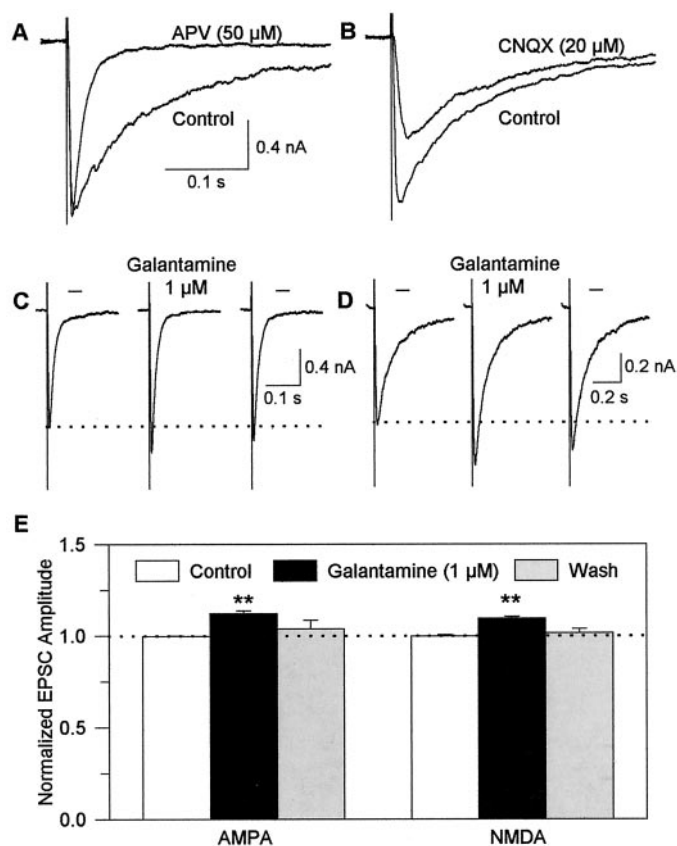 A
APV (50 µM)
Control
0.4 nA
0.1 s
B
CNQX (20 µM)
Control
C
Galantamine
1 µM
–
–
0.4 nA
0.1 s
D
Galantamine
1 µM
–
–
0.2 nA
0.2 s
E
Normalized EPSC Amplitude
1.5
1.0
0.5
0.0
Control
Galantamine (1 µM)
Wash
**
**
AMPA
NMDA